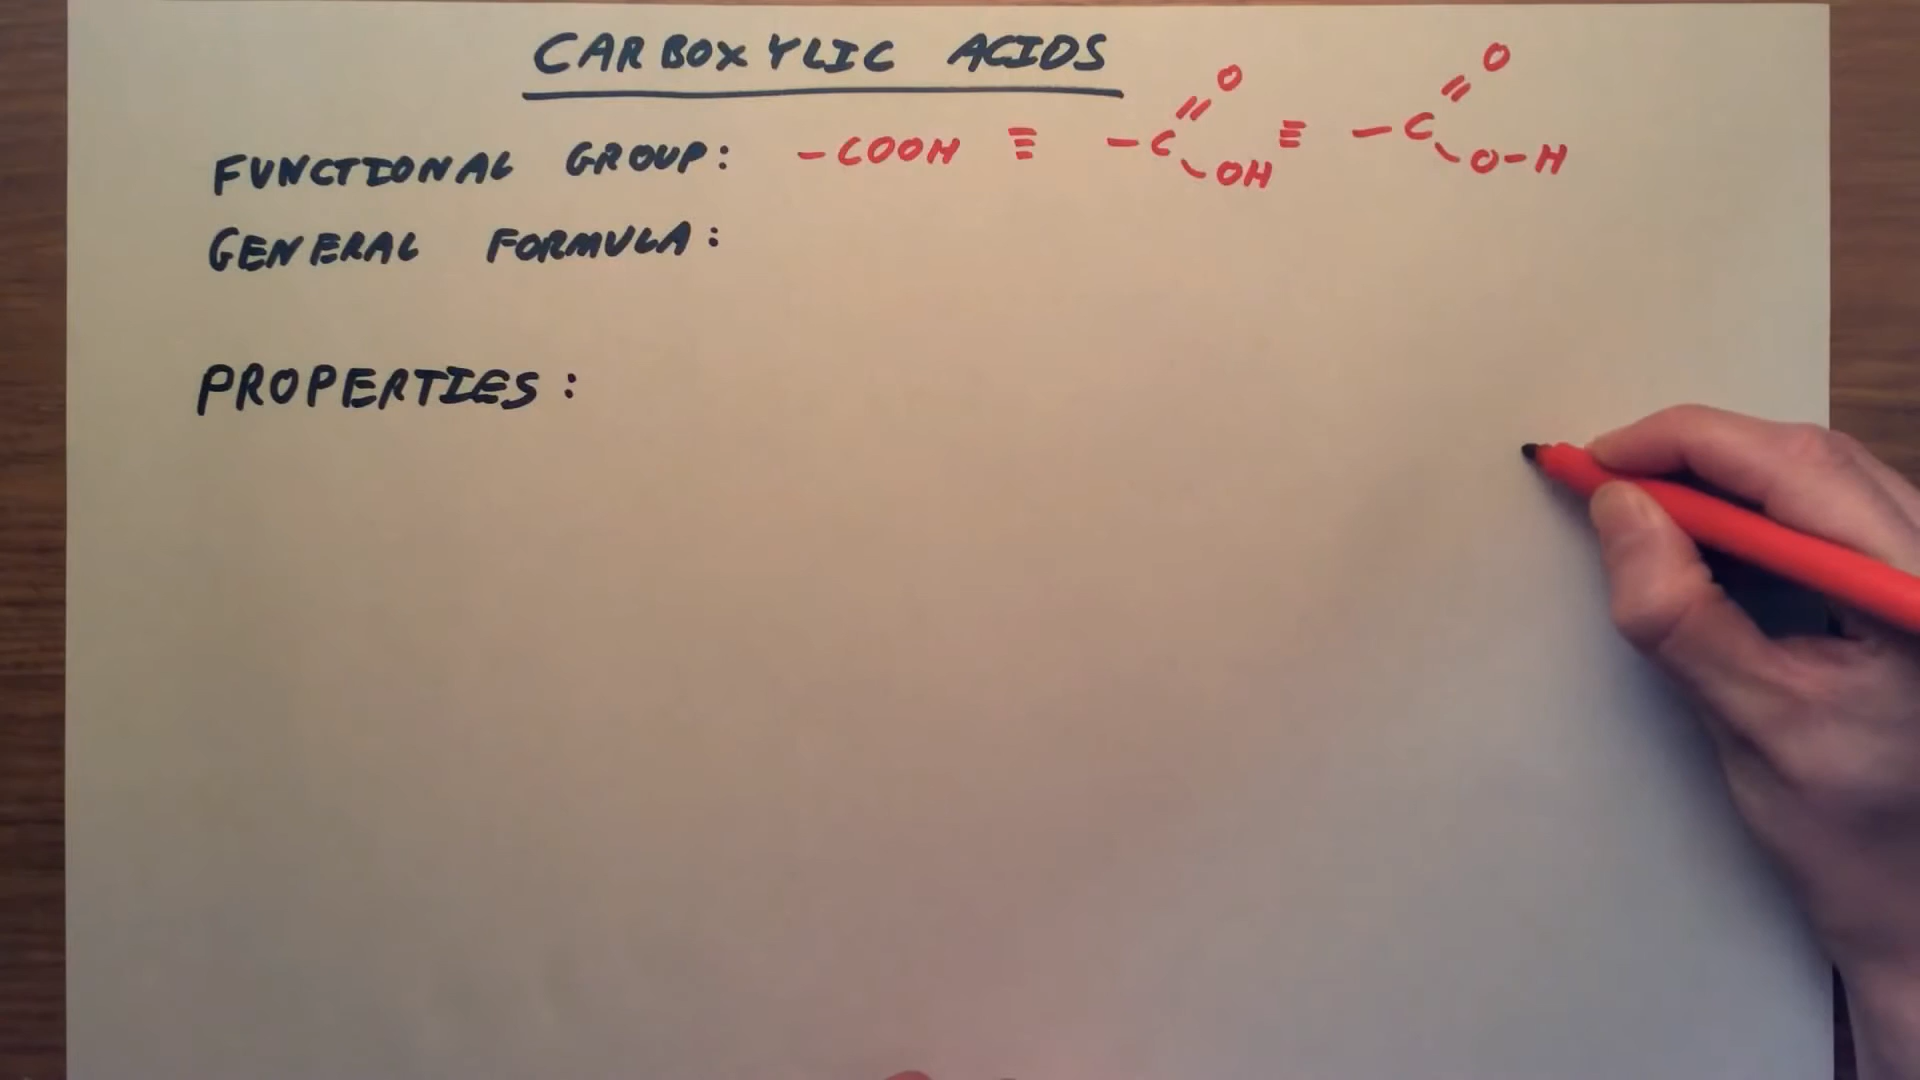 CARBOXYLIC ACIDS
FUNCTIONAL GROUP: -COOH ≡ -C=O\OH ≡ -C=O\O-H
GENERAL FORMULA:
PROPERTIES: